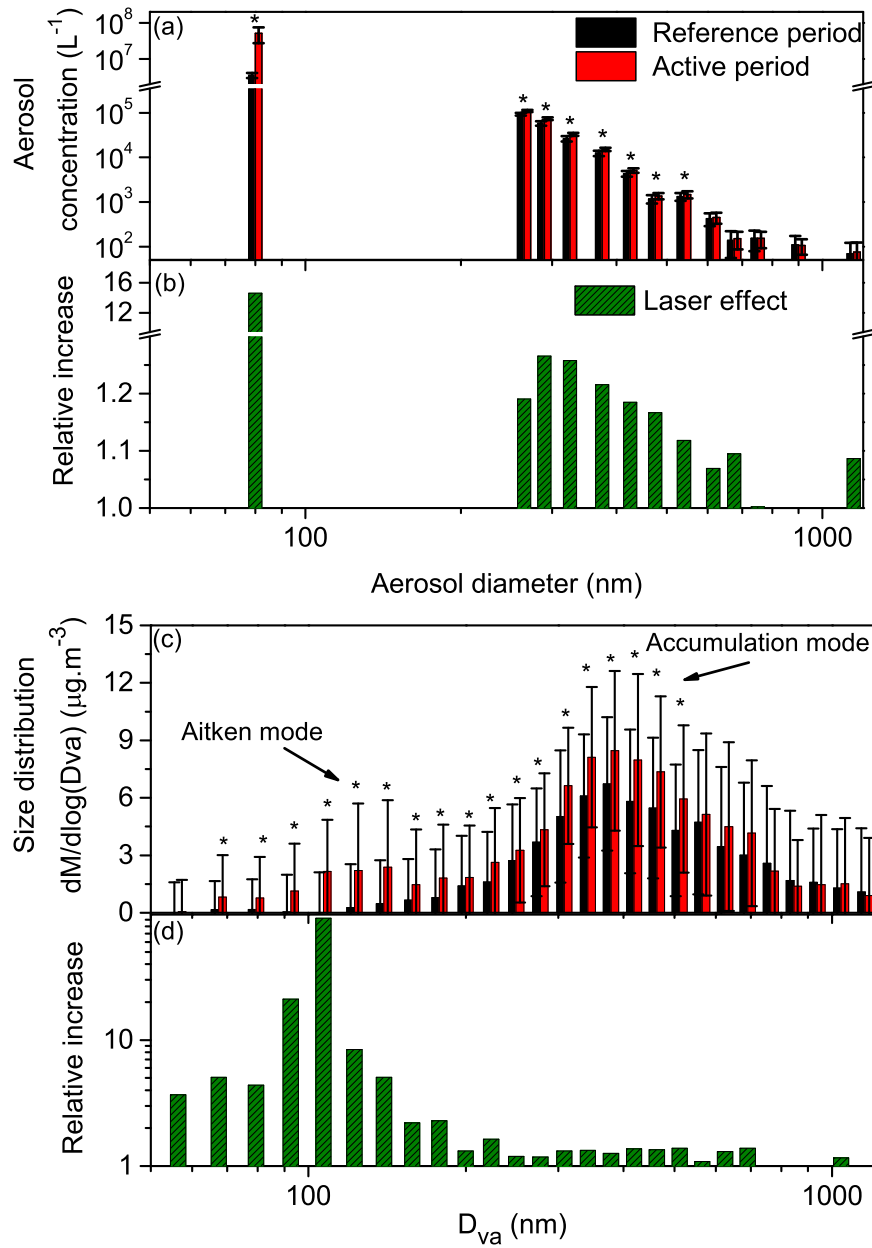 (a)
Reference period
Active period
Aerosol
concentration (L⁻¹)
10⁸
10⁷
10⁵
10⁴
10³
10²
* * * * * * * *
(b)
Laser effect
Relative increase
16
12
1.2
1.1
1.0
100
1000
Aerosol diameter (nm)
(c)
Accumulation mode
Aitken mode
Size distribution
dM/dlog(Dva) (μg.m⁻³)
15
12
9
6
3
0
* * * * * * * * * * * * * * * * * *
(d)
Relative increase
10
1
100
1000
Dva (nm)